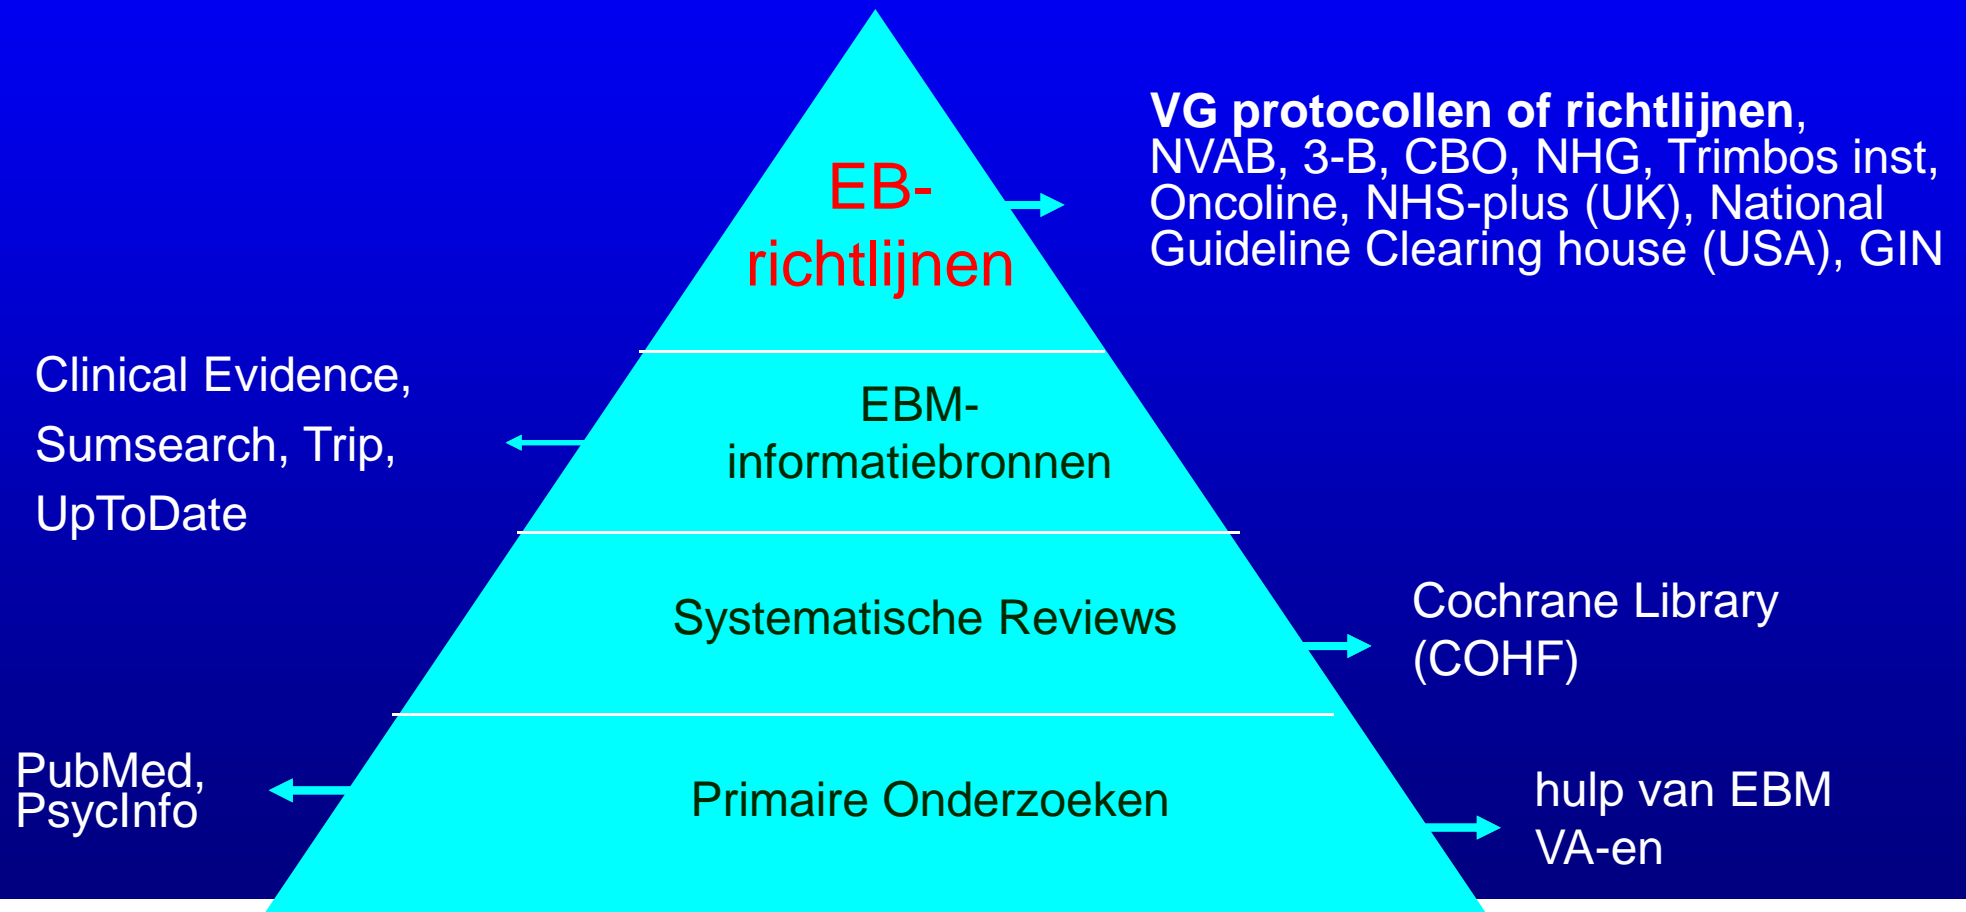 EB-
richtlijnen
VG protocollen of richtlijnen,
NVAB, 3-B, CBO, NHG, Trimbos inst,
Oncoline, NHS-plus (UK), National
Guideline Clearing house (USA), GIN
Clinical Evidence,
Sumsearch, Trip,
UpToDate
EBM-
informatiebronnen
Systematische Reviews
Cochrane Library
(COHF)
PubMed,
PsycInfo
Primaire Onderzoeken
hulp van EBM
VA-en